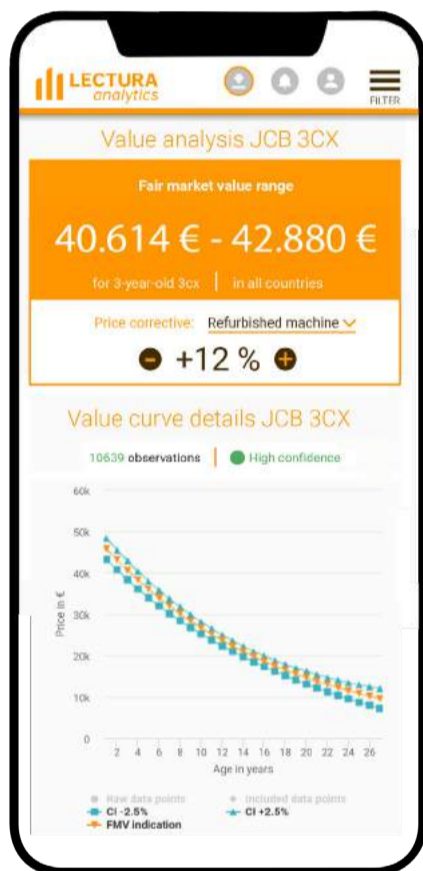 LECTURA
analytics
FILTER
Value analysis JCB 3CX
Fair market value range
40.614 € - 42.880 €
for 3-year-old 3cx | in all countries
Price corrective: Refurbished machine
- +12 % +
Value curve details JCB 3CX
10639 observations | High confidence
60k
50k
40k
30k
20k
10k
0
Price in €
2 4 6 8 10 12 14 16 18 20 22 24 26
Age in years
Raw data points Included data points
CI -2.5% CI +2.5%
FMV indication